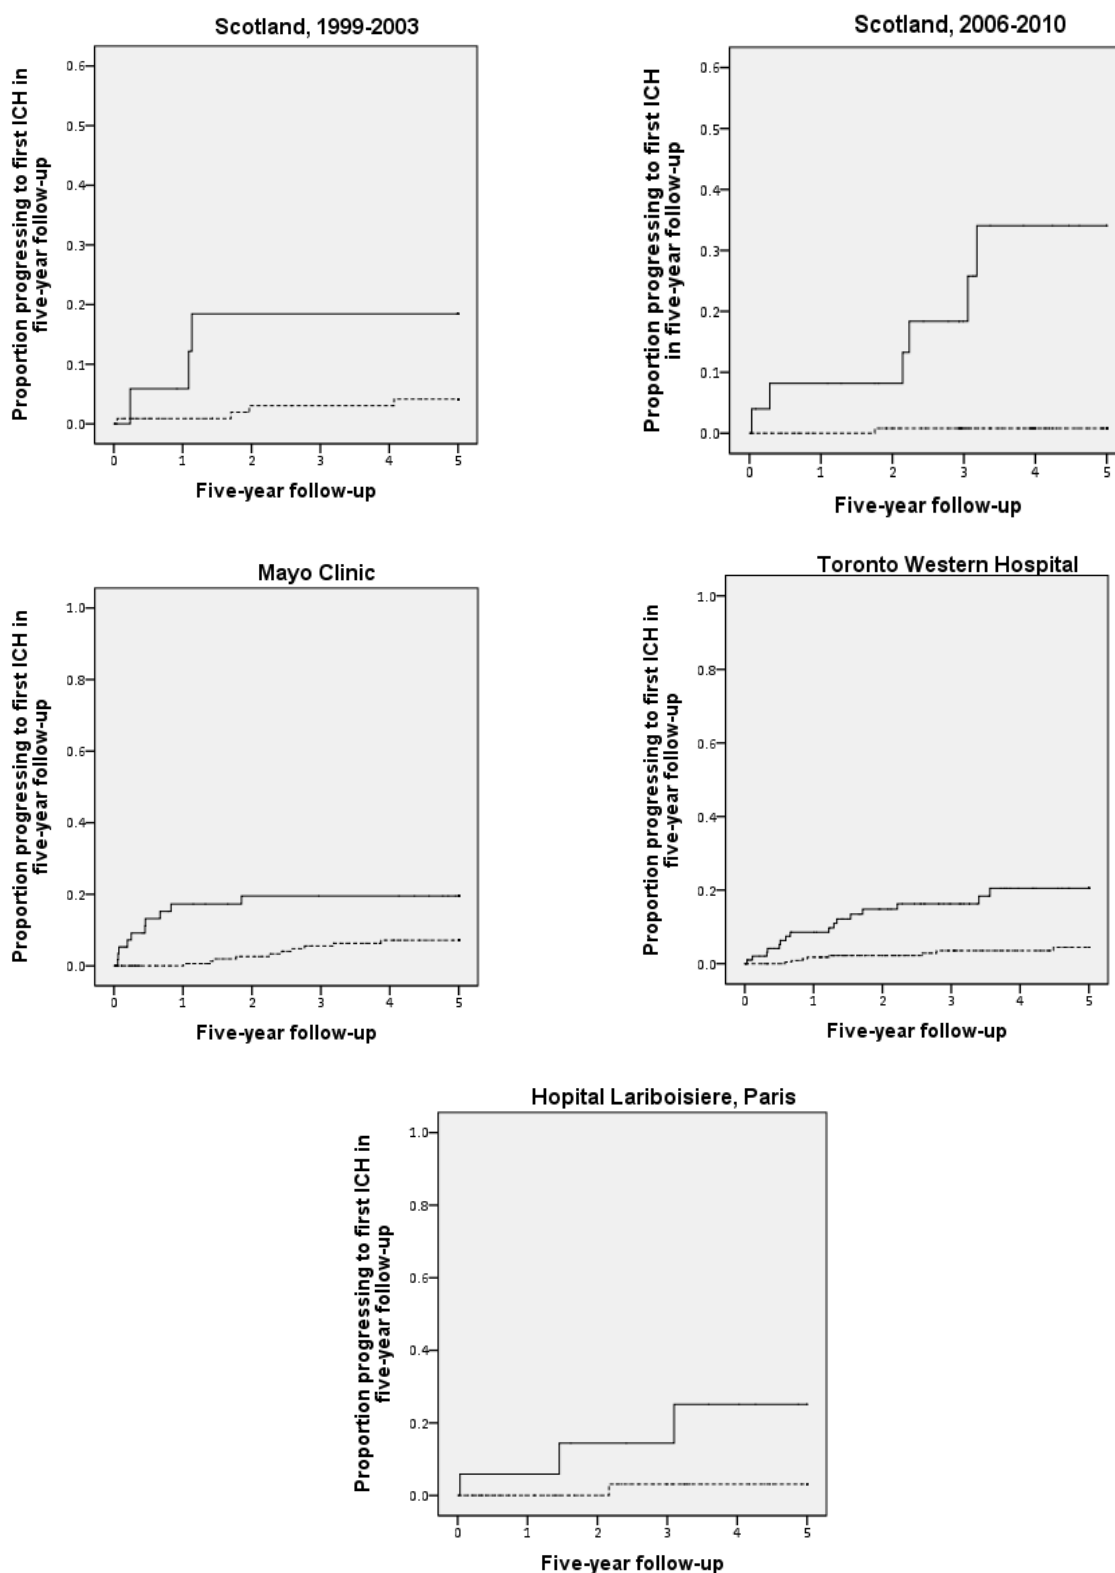 Scotland, 1999-2003
Proportion progressing to first ICH in
five-year follow-up
0.6
0.5
0.4
0.3
0.2
0.1
0.0
0 1 2 3 4 5
Five-year follow-up
Scotland, 2006-2010
Proportion progressing to first ICH
in five-year follow-up
0.6
0.5
0.4
0.3
0.2
0.1
0.0
0 1 2 3 4 5
Five-year follow-up
Mayo Clinic
Proportion progressing to first ICH in
five-year follow-up
1.0
0.8
0.6
0.4
0.2
0.0
0 1 2 3 4 5
Five-year follow-up
Toronto Western Hospital
Proportion progressing to first ICH in
five-year follow-up
1.0
0.8
0.6
0.4
0.2
0.0
0 1 2 3 4 5
Five-year follow-up
Hopital Lariboisiere, Paris
Proportion progressing to first ICH in
five-year follow-up
1.0
0.8
0.6
0.4
0.2
0.0
0 1 2 3 4 5
Five-year follow-up